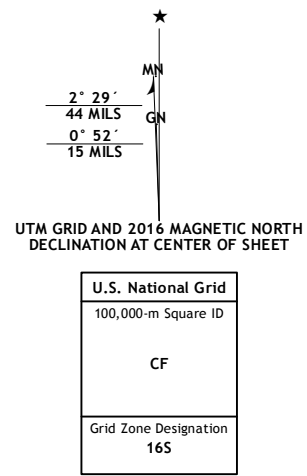 MN
2° 29´
44 MILS
GN
0° 52´
15 MILS
UTM GRID AND 2016 MAGNETIC NORTH
DECLINATION AT CENTER OF SHEET
U.S. National Grid
100,000-m Square ID
CF
Grid Zone Designation
16S